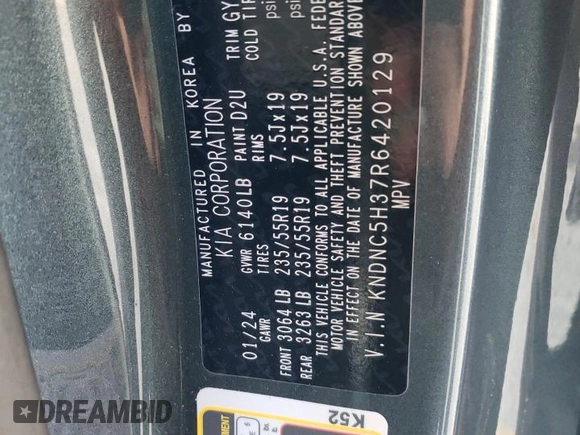 MANUFACTURED IN KOREA BY
KIA CORPORATION
01/24 GVWR 6140LB PAINT D2U TRIM GY
GAWR TIRES RIMS COLD TIR
FRONT 3064 LB 235/55R19 7.5Jx19 psi
REAR 3263 LB 235/55R19 7.5Jx19 psi
THIS VEHICLE CONFORMS TO ALL APPLICABLE U.S.A. FEDE
MOTOR VEHICLE SAFETY AND THEFT PREVENTION STANDAR
IN EFFECT ON THE DATE OF MANUFACTURE SHOWN ABOVE
V.I.N KNDNC5H37R6420129
MPV
K52
DREAMBID